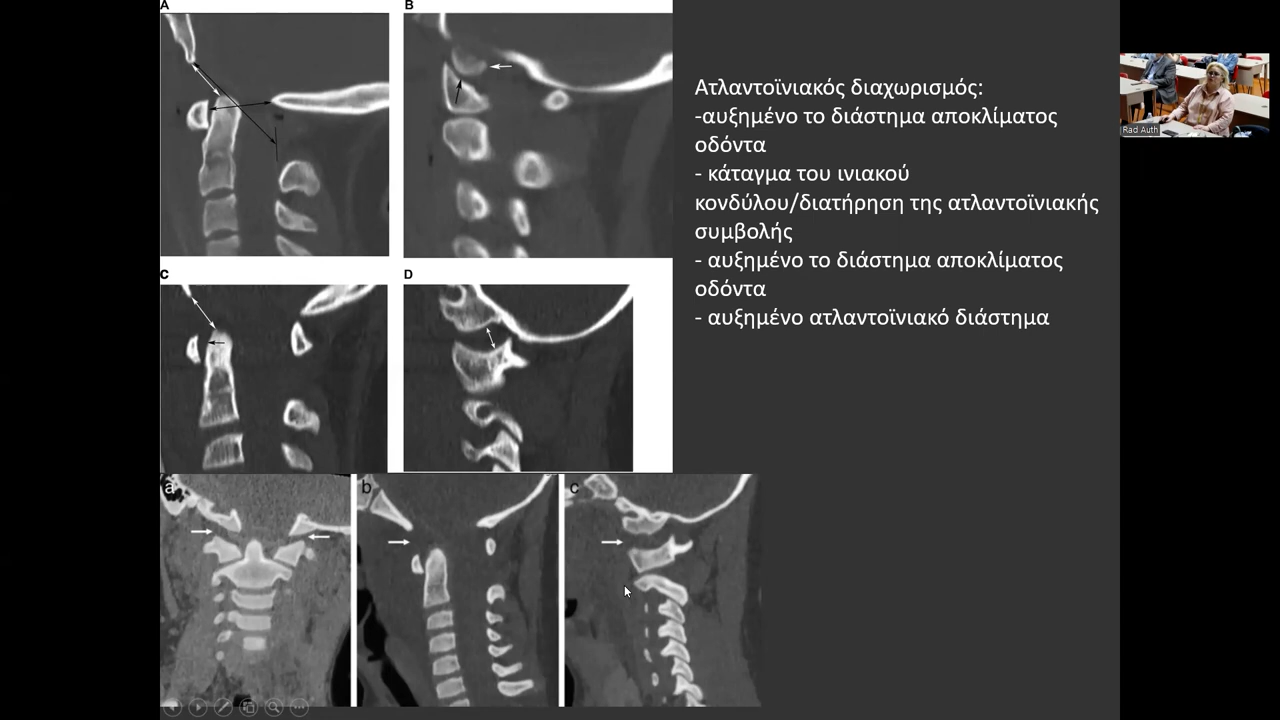 A
B
Ατλαντοϊνιακός διαχωρισμός:
-αυξημένο το διάστημα αποκλίματος
οδόντα
- κάταγμα του ινιακού
κονδύλου/διατήρηση της ατλαντοϊνιακής
συμβολής
- αυξημένο το διάστημα αποκλίματος
οδόντα
- αυξημένο ατλαντοϊνιακό διάστημα
Rad Auth
C
D
a
b
c